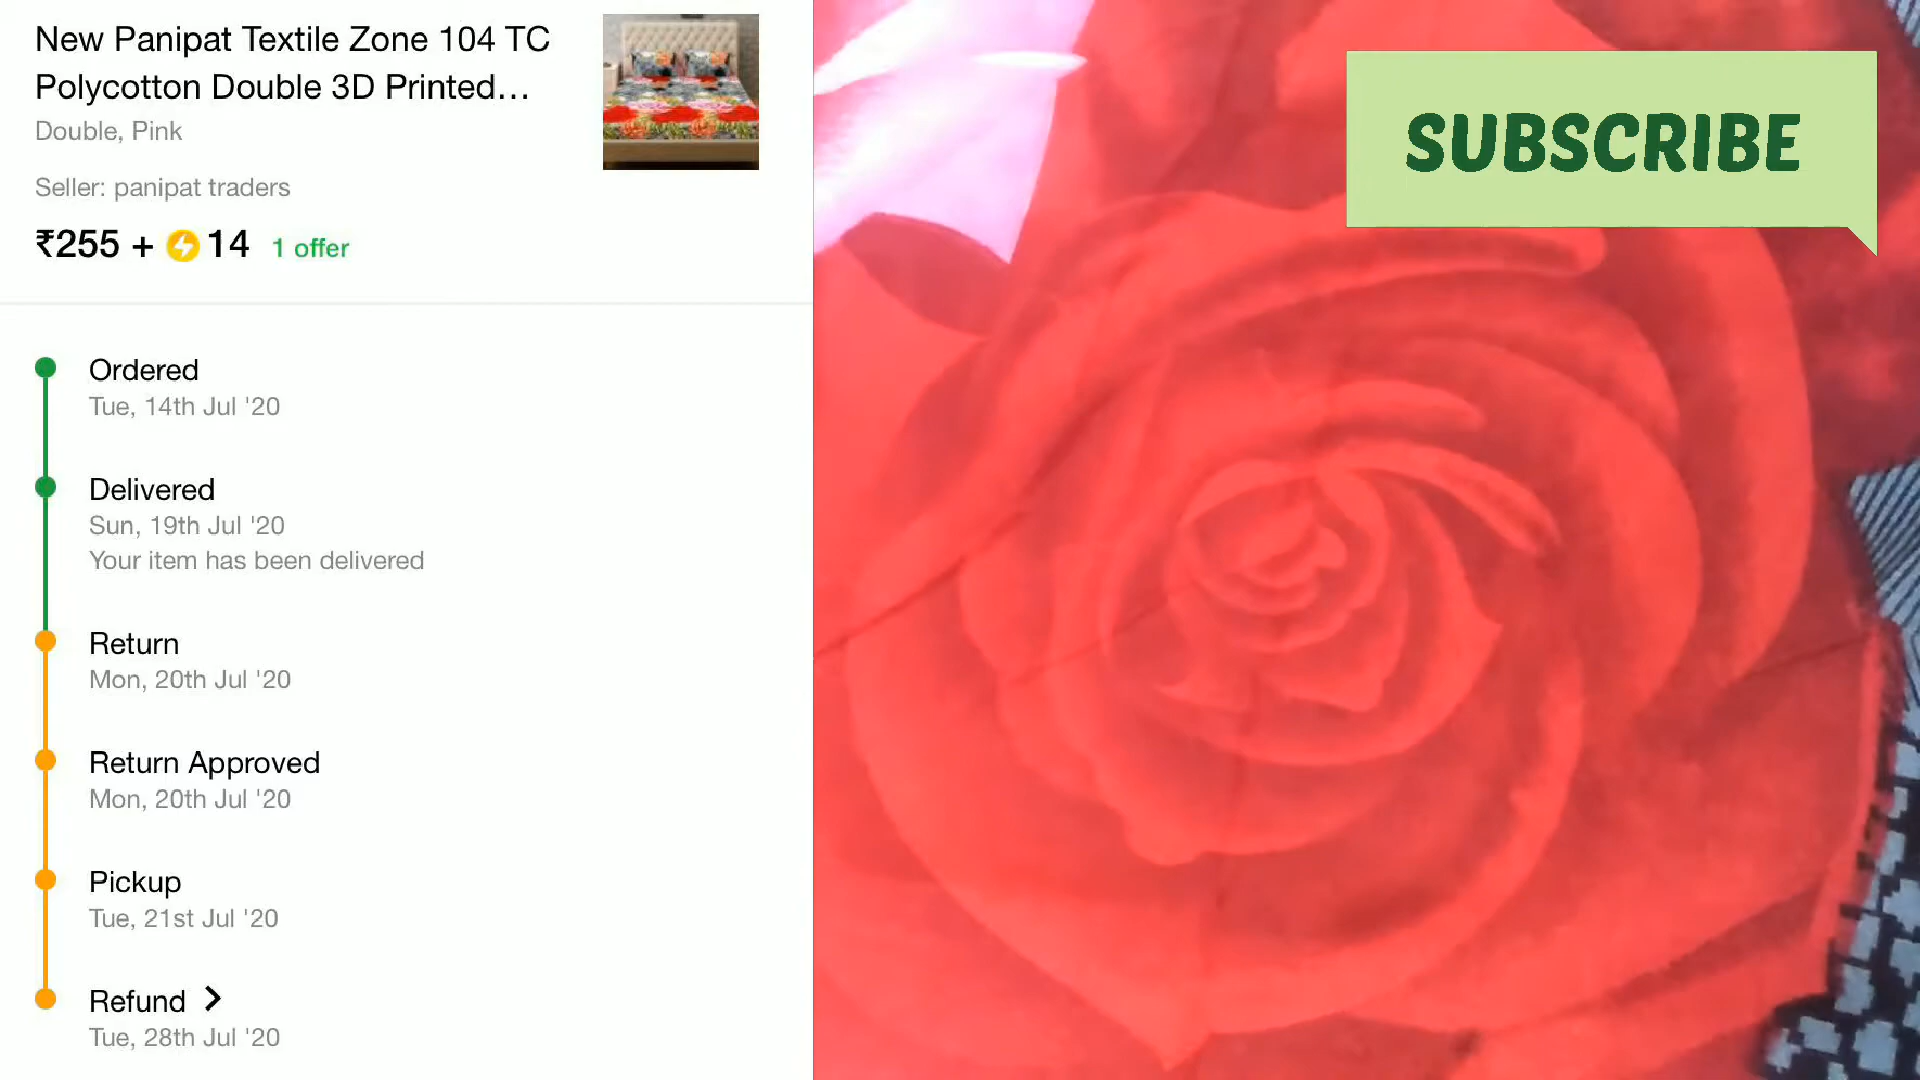 New Panipat Textile Zone 104 TC
Polycotton Double 3D Printed...
Double, Pink
Seller: panipat traders
₹255 + 14 1 offer
Ordered
Tue, 14th Jul '20
Delivered
Sun, 19th Jul '20
Your item has been delivered
Return
Mon, 20th Jul '20
Return Approved
Mon, 20th Jul '20
Pickup
Tue, 21st Jul '20
Refund
Tue, 28th Jul '20
SUBSCRIBE